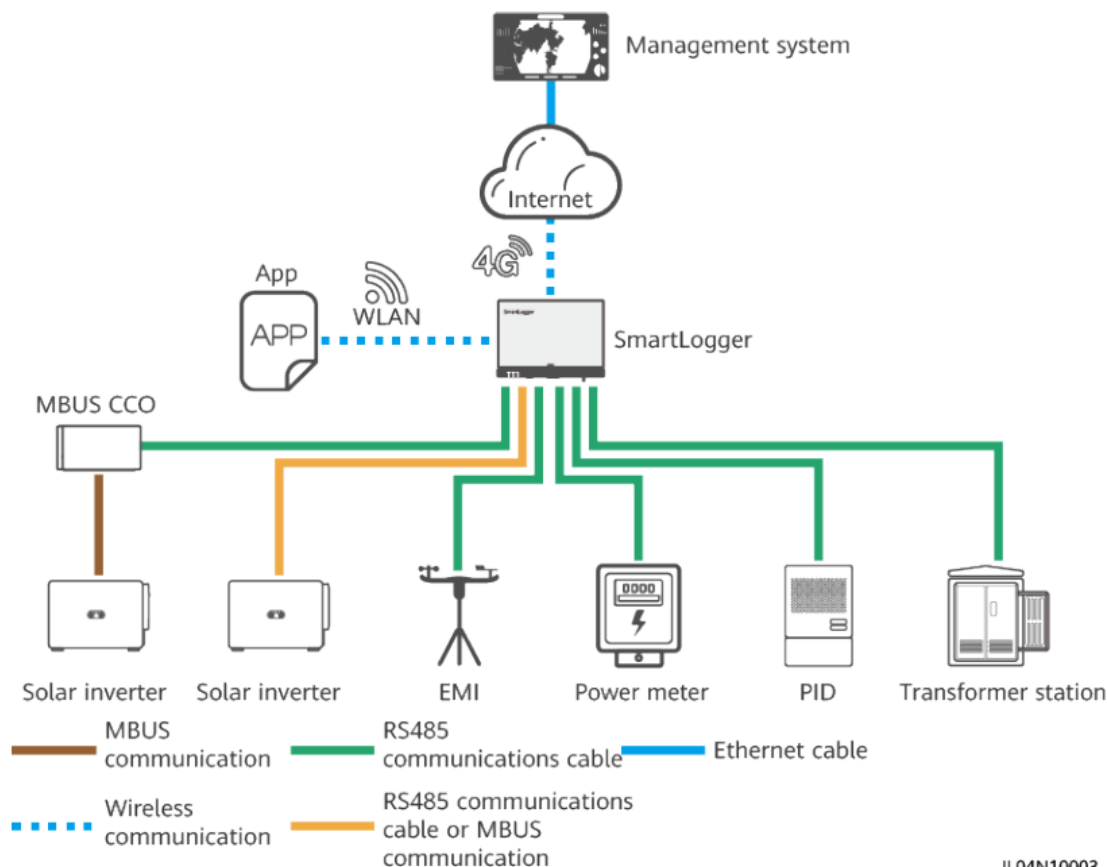 Management system
Internet
4G
App
WLAN
APP
SmartLogger
SmartLogger
MBUS CCO
0000
Solar inverter
Solar inverter
EMI
Power meter
PID
Transformer station
MBUS
communication
RS485
communications cable
Ethernet cable
Wireless
communication
RS485 communications
cable or MBUS
communication